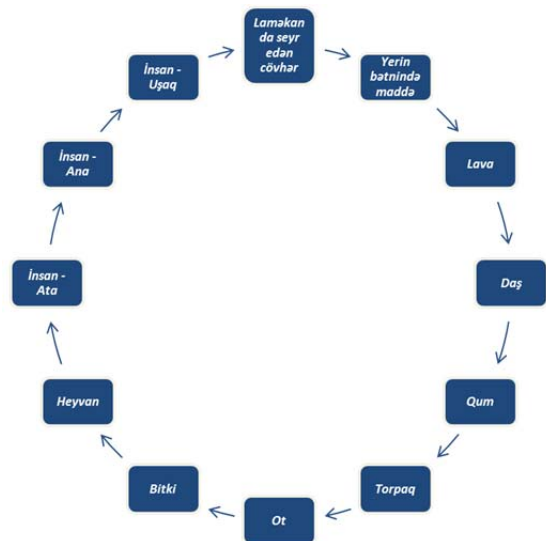 Laməkan
da seyr
edən
cövhər
Yerin
bətnində
maddə
Lava
Daş
Qum
Torpaq
Ot
Bitki
Heyvan
İnsan -
Ata
İnsan -
Ana
İnsan -
Uşaq